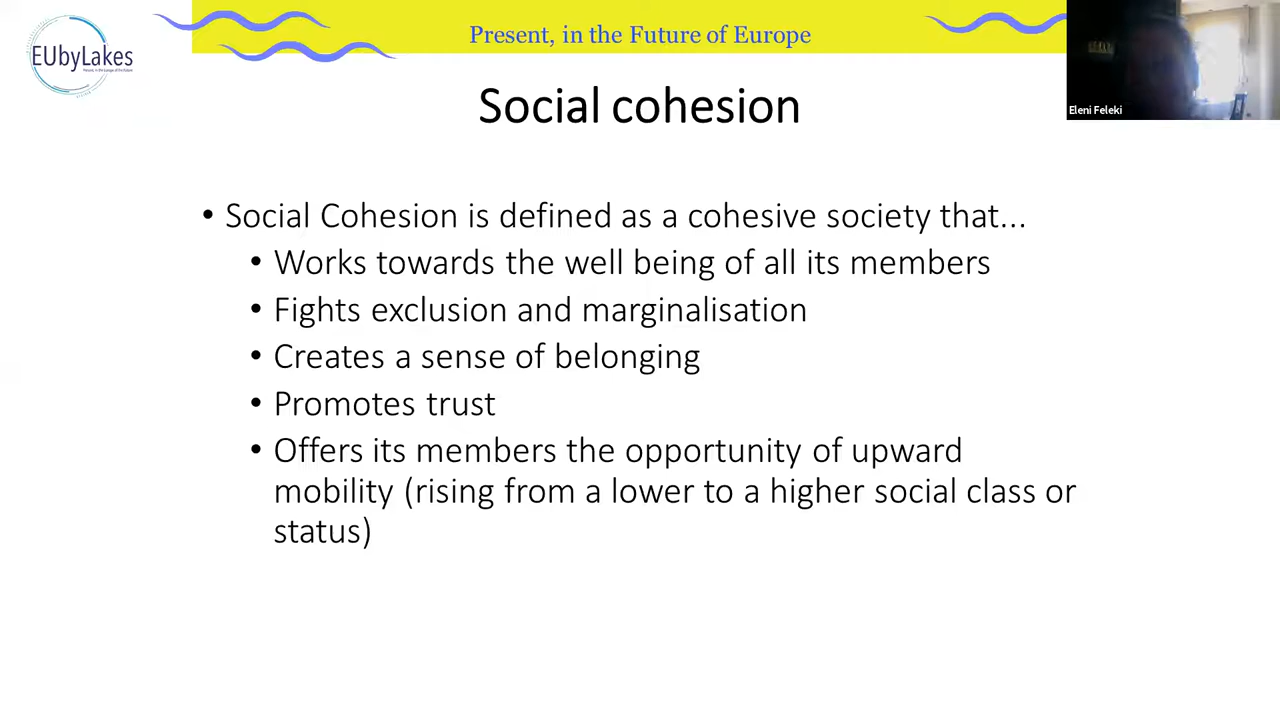 EUbyLakes
Present, in the Future of Europe
Eleni Feleki
Social cohesion
• Social Cohesion is defined as a cohesive society that...
• Works towards the well being of all its members
• Fights exclusion and marginalisation
• Creates a sense of belonging
• Promotes trust
• Offers its members the opportunity of upward
mobility (rising from a lower to a higher social class or
status)